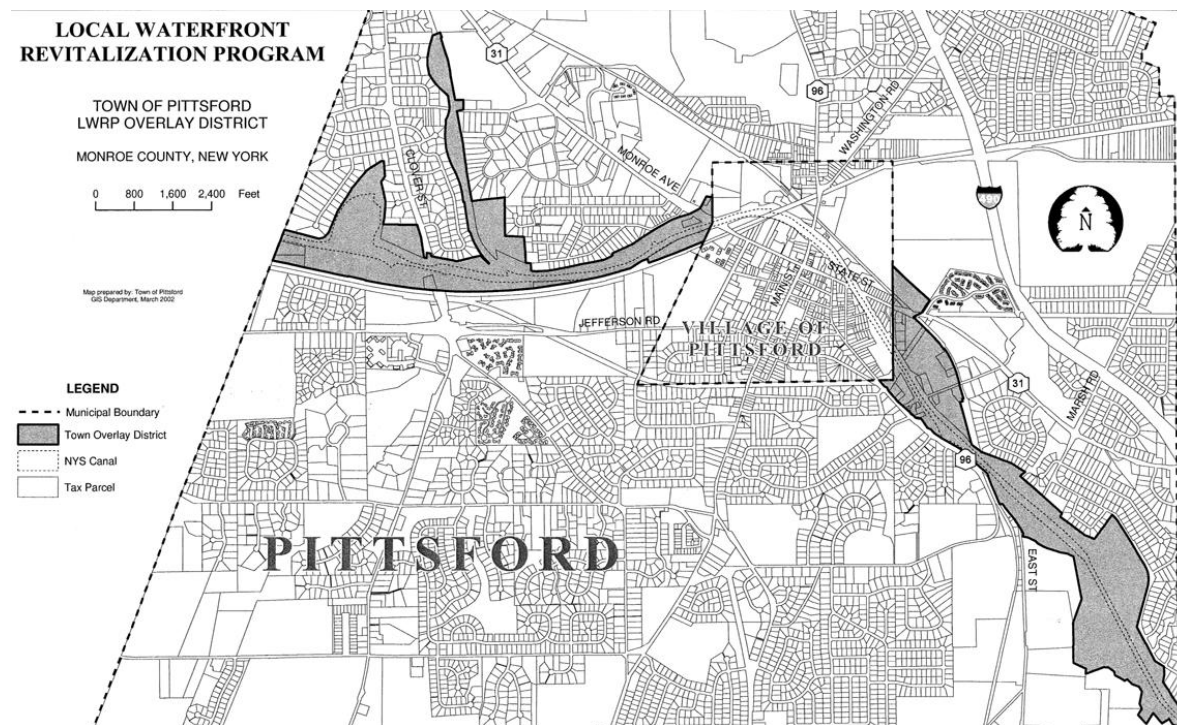 LOCAL WATERFRONT
REVITALIZATION PROGRAM
TOWN OF PITTSFORD
LWRP OVERLAY DISTRICT
MONROE COUNTY, NEW YORK
0 800 1,600 2,400 Feet
Map prepared by: Town of Pittsford
GIS Department, March 2002
LEGEND
Municipal Boundary
Town Overlay District
NYS Canal
Tax Parcel
31
96
WASHINGTON RD
MONROE AVE
CLOVER ST
490
N
STATE ST
MAIN ST
JEFFERSON RD
VILLAGE OF
PITTSFORD
31
MARSH RD
96
EAST ST
PITTSFORD